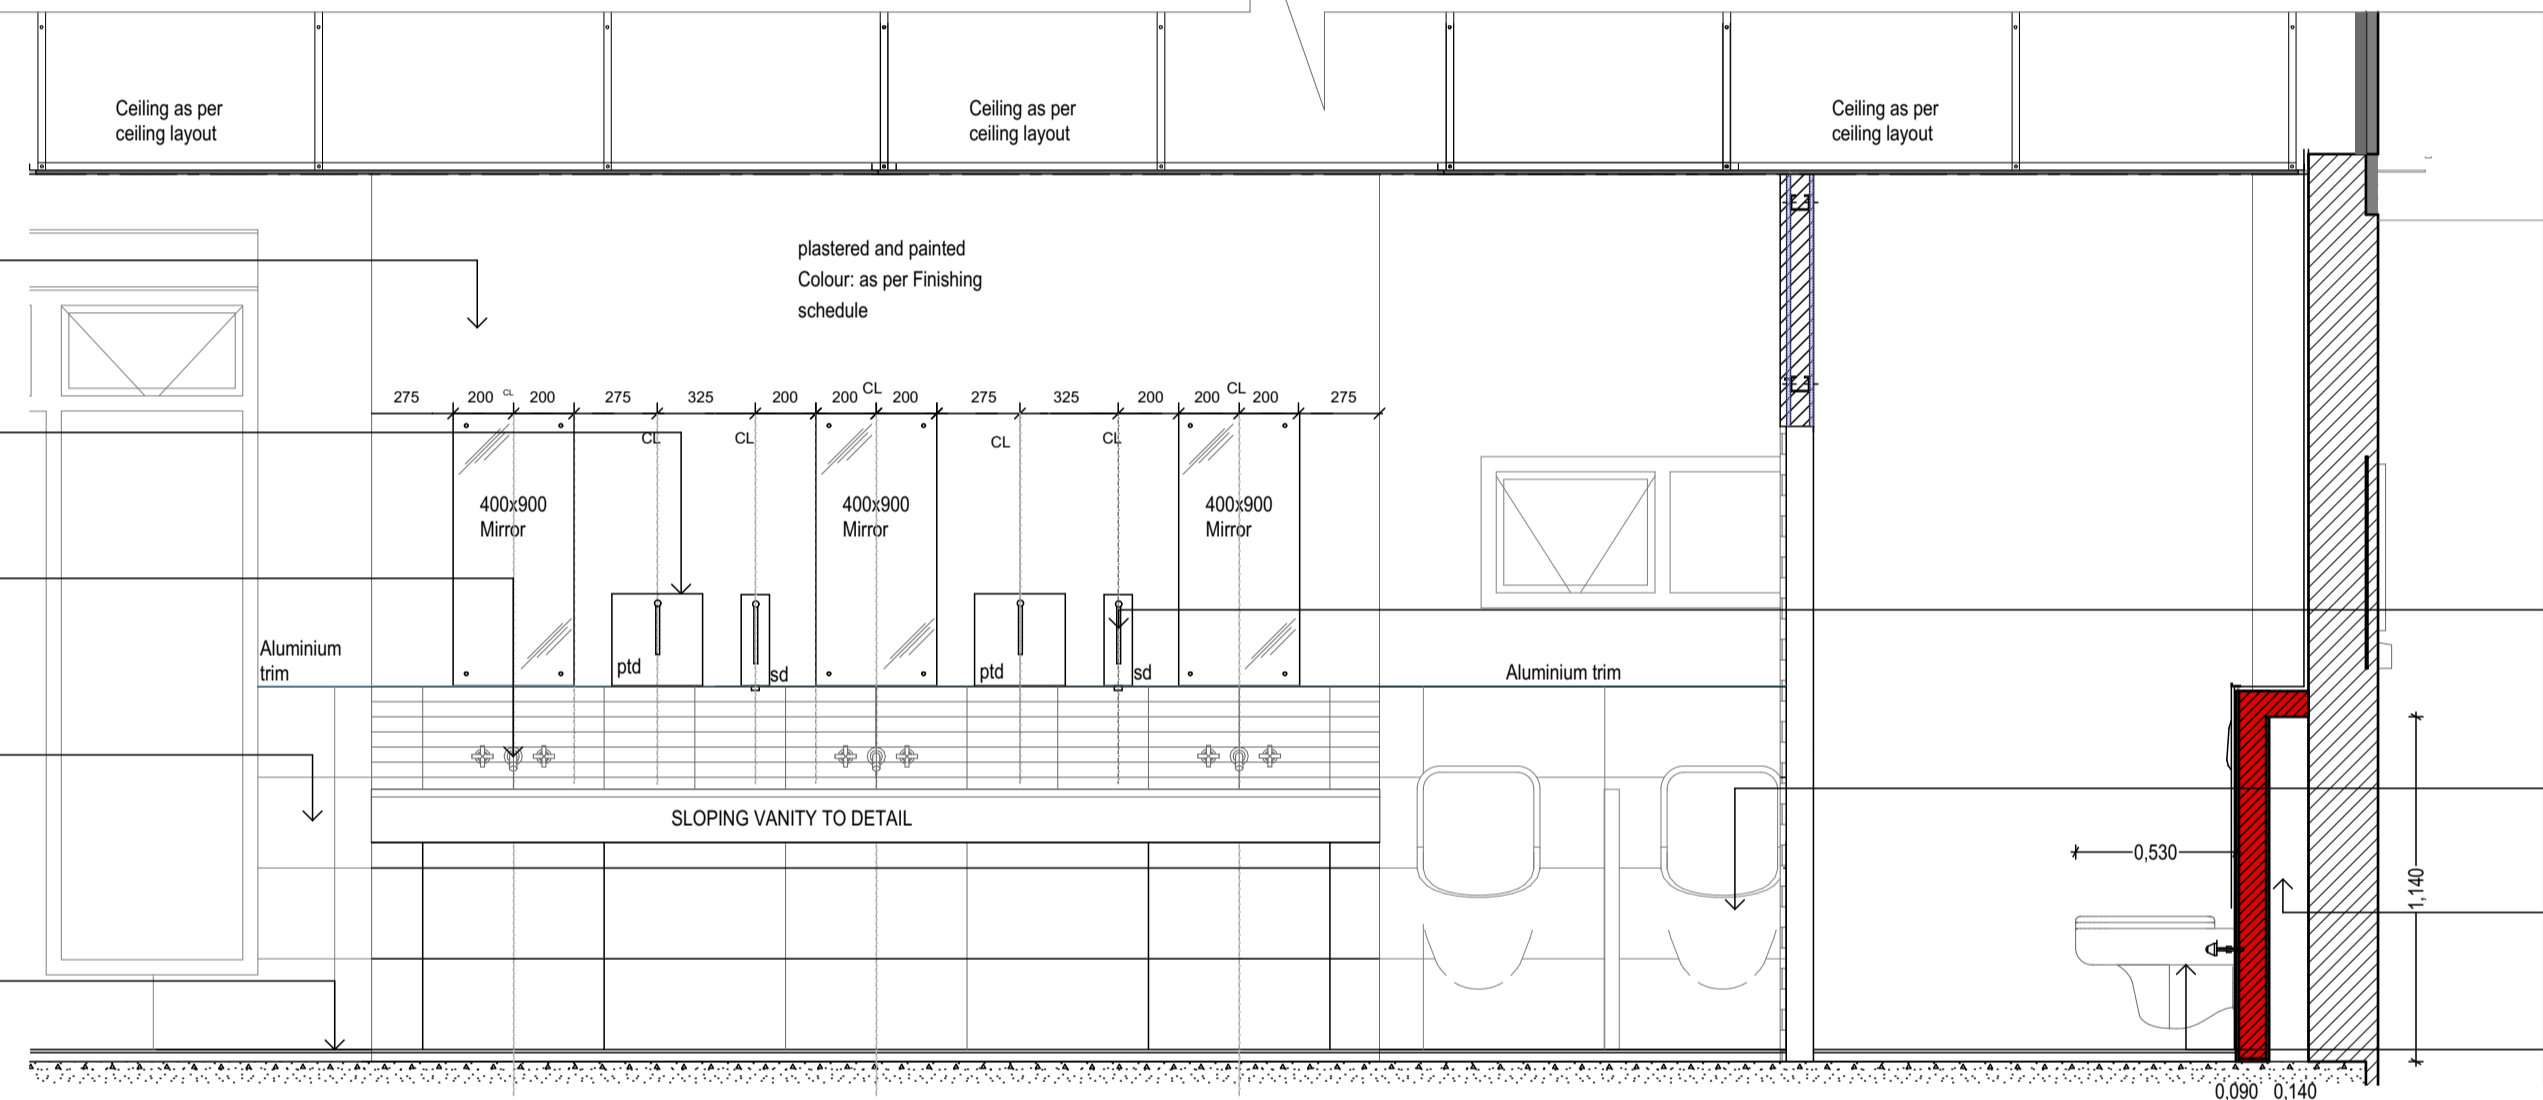 Ceiling as per
ceiling layout
Ceiling as per
ceiling layout
Ceiling as per
ceiling layout
plastered and painted
Colour: as per Finishing
schedule
275 200 CL 200 275 325 200 200 CL 200 275 325 200 200 CL 200 275
CL CL CL CL
400x900
Mirror
400x900
Mirror
400x900
Mirror
Aluminium
trim
ptd sd ptd sd
Aluminium trim
SLOPING VANITY TO DETAIL
0,530
1,140
0,090 0,140